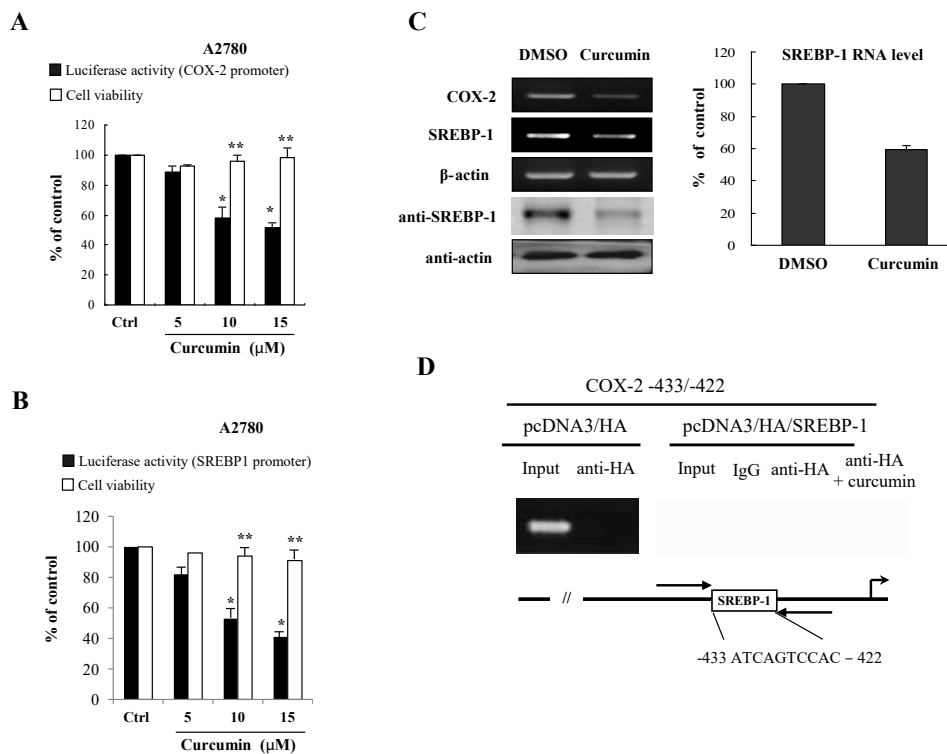 A
A2780
Luciferase activity (COX-2 promoter)
Cell viability
% of control
120
100
80
60
40
20
0
** **
* *
Ctrl 5 10 15
Curcumin (µM)
B
A2780
Luciferase activity (SREBP1 promoter)
Cell viability
% of control
120
100
80
60
40
20
0
** **
* *
Ctrl 5 10 15
Curcumin (µM)
C
DMSO Curcumin
COX-2
SREBP-1
β-actin
anti-SREBP-1
anti-actin
SREBP-1 RNA level
% of control
120
100
80
60
40
20
0
DMSO Curcumin
D
COX-2 -433/-422
pcDNA3/HA pcDNA3/HA/SREBP-1
Input anti-HA Input IgG anti-HA anti-HA
+ curcumin
//
SREBP-1
-433 ATCAGTCCAC – 422